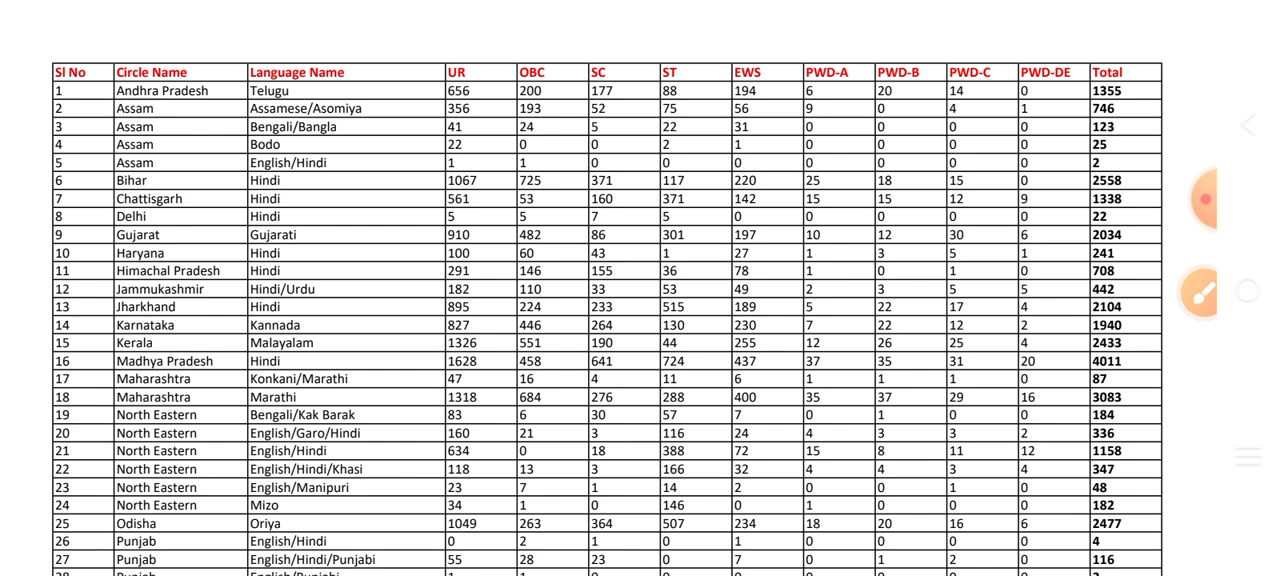 Sl No Circle Name Language Name UR OBC SC ST EWS PWD-A PWD-B PWD-C PWD-DE Total
1 Andhra Pradesh Telugu 656 200 177 88 194 6 20 14 0 1355
2 Assam Assamese/Asomiya 356 193 52 75 56 9 0 4 1 746
3 Assam Bengali/Bangla 41 24 5 22 31 0 0 0 0 123
4 Assam Bodo 22 0 0 2 1 0 0 0 0 25
5 Assam English/Hindi 1 1 0 0 0 0 0 0 0 2
6 Bihar Hindi 1067 725 371 117 220 25 18 15 0 2558
7 Chattisgarh Hindi 561 53 160 371 142 15 15 12 9 1338
8 Delhi Hindi 5 5 7 5 0 0 0 0 0 22
9 Gujarat Gujarati 910 482 86 301 197 10 12 30 6 2034
10 Haryana Hindi 100 60 43 1 27 1 3 5 1 241
11 Himachal Pradesh Hindi 291 146 155 36 78 1 0 1 0 708
12 Jammukashmir Hindi/Urdu 182 110 33 53 49 2 3 5 5 442
13 Jharkhand Hindi 895 224 233 515 189 5 22 17 4 2104
14 Karnataka Kannada 827 446 264 130 230 7 22 12 2 1940
15 Kerala Malayalam 1326 551 190 44 255 12 26 25 4 2433
16 Madhya Pradesh Hindi 1628 458 641 724 437 37 35 31 20 4011
17 Maharashtra Konkani/Marathi 47 16 4 11 6 1 1 1 0 87
18 Maharashtra Marathi 1318 684 276 288 400 35 37 29 16 3083
19 North Eastern Bengali/Kak Barak 83 6 30 57 7 0 1 0 0 184
20 North Eastern English/Garo/Hindi 160 21 3 116 24 4 3 3 2 336
21 North Eastern English/Hindi 634 0 18 388 72 15 8 11 12 1158
22 North Eastern English/Hindi/Khasi 118 13 3 166 32 4 4 3 4 347
23 North Eastern English/Manipuri 23 7 1 14 2 0 0 1 0 48
24 North Eastern Mizo 34 1 0 146 0 1 0 0 0 182
25 Odisha Oriya 1049 263 364 507 234 18 20 16 6 2477
26 Punjab English/Hindi 0 2 1 0 1 0 0 0 0 4
27 Punjab English/Hindi/Punjabi 55 28 23 0 7 0 1 2 0 116